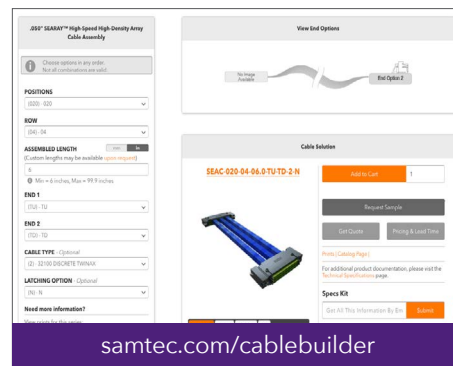 .050" SEARAY™ High-Speed High-Density Array
Cable Assembly
Choose options in any order.
Not all combinations are valid.
POSITIONS
(020) - 020
ROW
(04) - 04
ASSEMBLED LENGTH
in
(Custom lengths may be available upon request)
6
Min = 6 inches, Max = 99.9 inches
END 1
(TU) - TU
END 2
(TD) - TD
CABLE TYPE - Optional
(2) - 32100 DISCRETE TWINAX
LATCHING OPTION - Optional
(N) - N
Need more information?
View prints for this series
View End Options
No Image
Available
End Option 2
Cable Solution
SEAC-020-04-06.0-TU-TD-2-N
Add to Cart
1
Request Sample
Get Quote
Pricing & Lead Time
Prints | Catalog Page |
For additional product documentation, please visit the
Technical Specifications page.
Specs Kit
Get All This Information By Em
Submit
samtec.com/cablebuilder